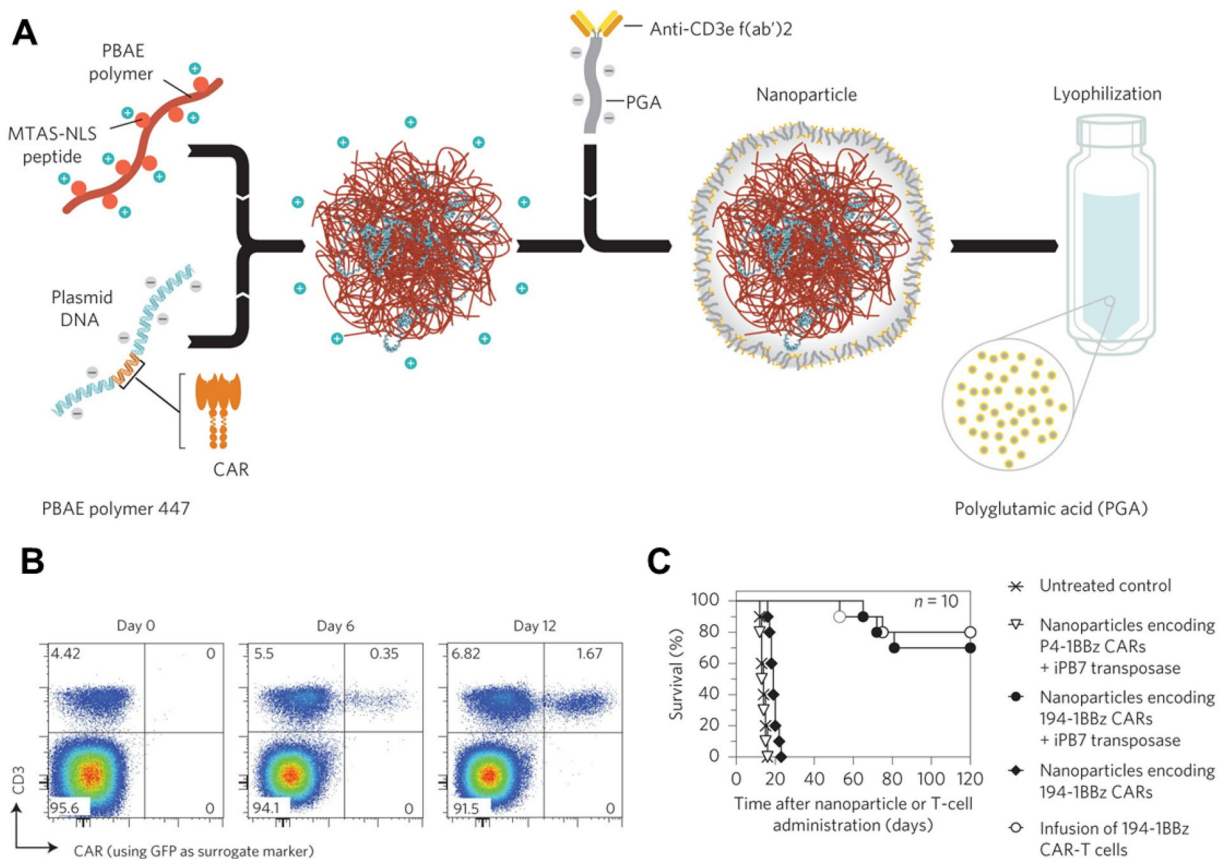 A
PBAE
polymer
MTAS-NLS
peptide
Plasmid
DNA
CAR
PBAE polymer 447
Anti-CD3e f(ab')2
PGA
Nanoparticle
Lyophilization
Polyglutamic acid (PGA)
B
Day 0
Day 6
Day 12
4.42
0
95.6
0
5.5
0.35
94.1
0
6.82
1.67
91.5
0
CD3
CAR (using GFP as surrogate marker)
C
n = 10
Survival (%)
100
80
60
40
20
0
0
20
40
60
80
100
120
Time after nanoparticle or T-cell
administration (days)
Untreated control
Nanoparticles encoding
P4-1BBz CARs
+ iPB7 transposase
Nanoparticles encoding
194-1BBz CARs
+ iPB7 transposase
Nanoparticles encoding
194-1BBz CARs
Infusion of 194-1BBz
CAR-T cells